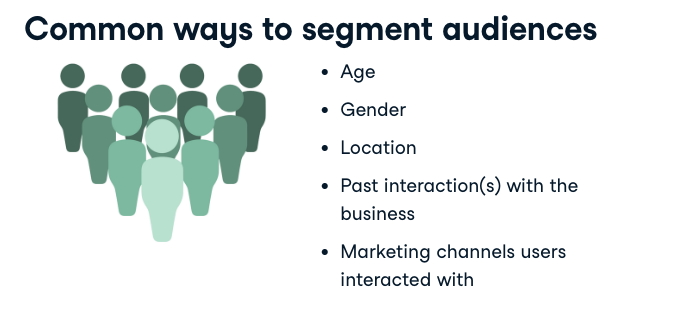 Common ways to segment audiences
• Age
• Gender
• Location
• Past interaction(s) with the
business
• Marketing channels users
interacted with